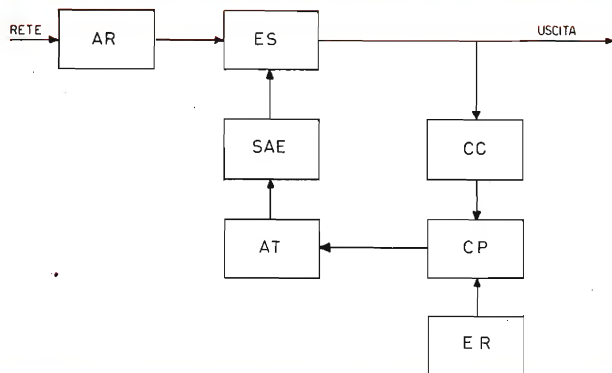 RETE
AR
ES
USCITA
SAE
CC
AT
CP
ER